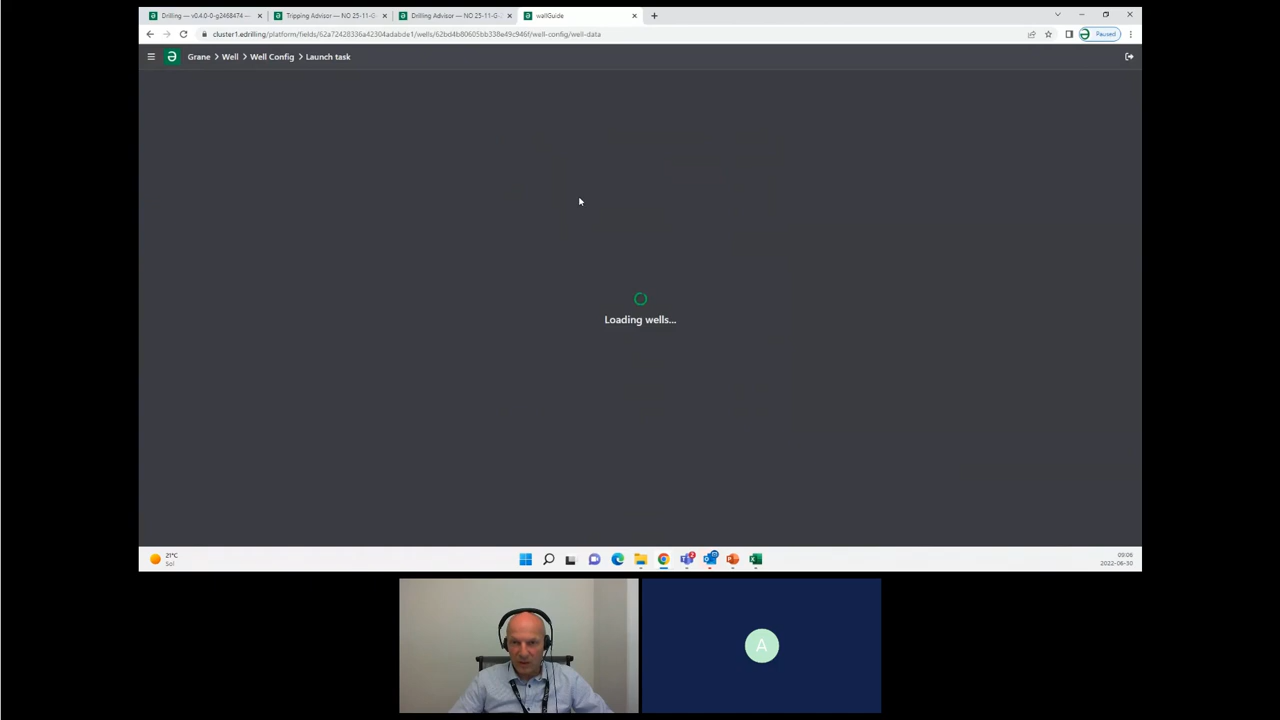 Drilling — v0.4.0-0-g2468474 —
Tripping Advisor — NO 25-11-G
Drilling Advisor — NO 25-11-G
wellGuide
cluster1.edrilling/platform/fields/62a72428336a42304adabde1/wells/62bd4b80605bb338e49c946f/well-config/well-data
Paused
Grane > Well > Well Config > Launch task
Loading wells...
21°C
Sol
09:06
2022-06-30
A